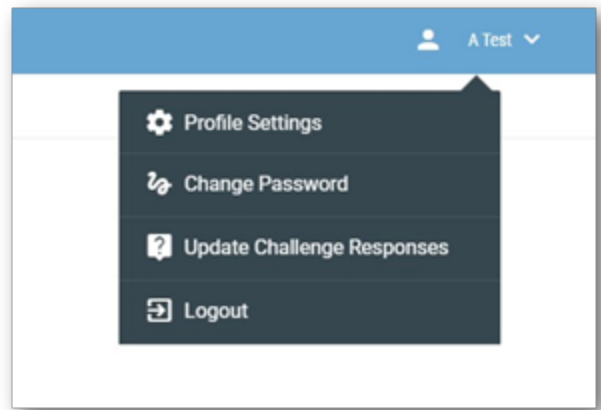 A Test
Profile Settings
Change Password
Update Challenge Responses
Logout